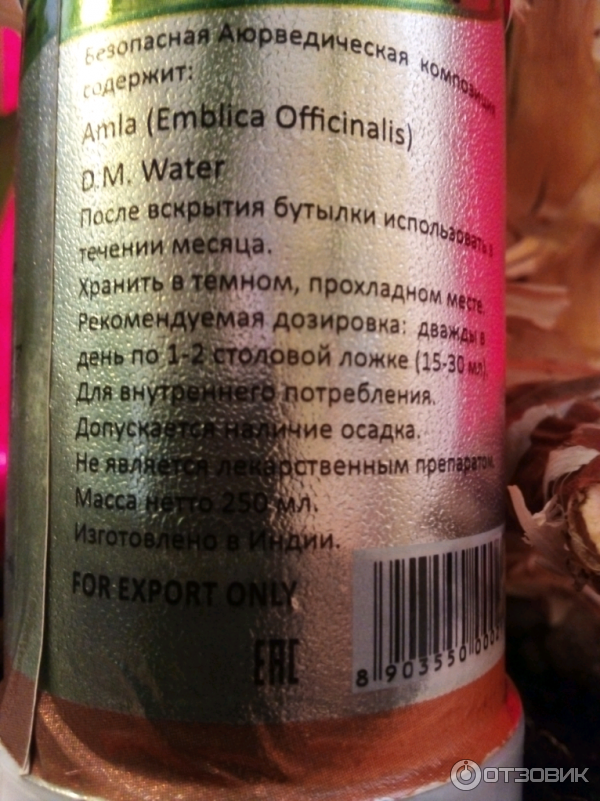 Безопасная Аюрведическая композиция
содержит:
Amla (Emblica Officinalis)
D.M. Water
После вскрытия бутылки использовать в
течении месяца.
Хранить в темном, прохладном месте.
Рекомендуемая дозировка: дважды в
день по 1-2 столовой ложке (15-30 мл).
Для внутреннего потребления.
Допускается наличие осадка.
Не является лекарственным препаратом.
Масса нетто 250 мл.
Изготовлено в Индии.
FOR EXPORT ONLY
EAC
8 903550 000
ОТЗОВИК